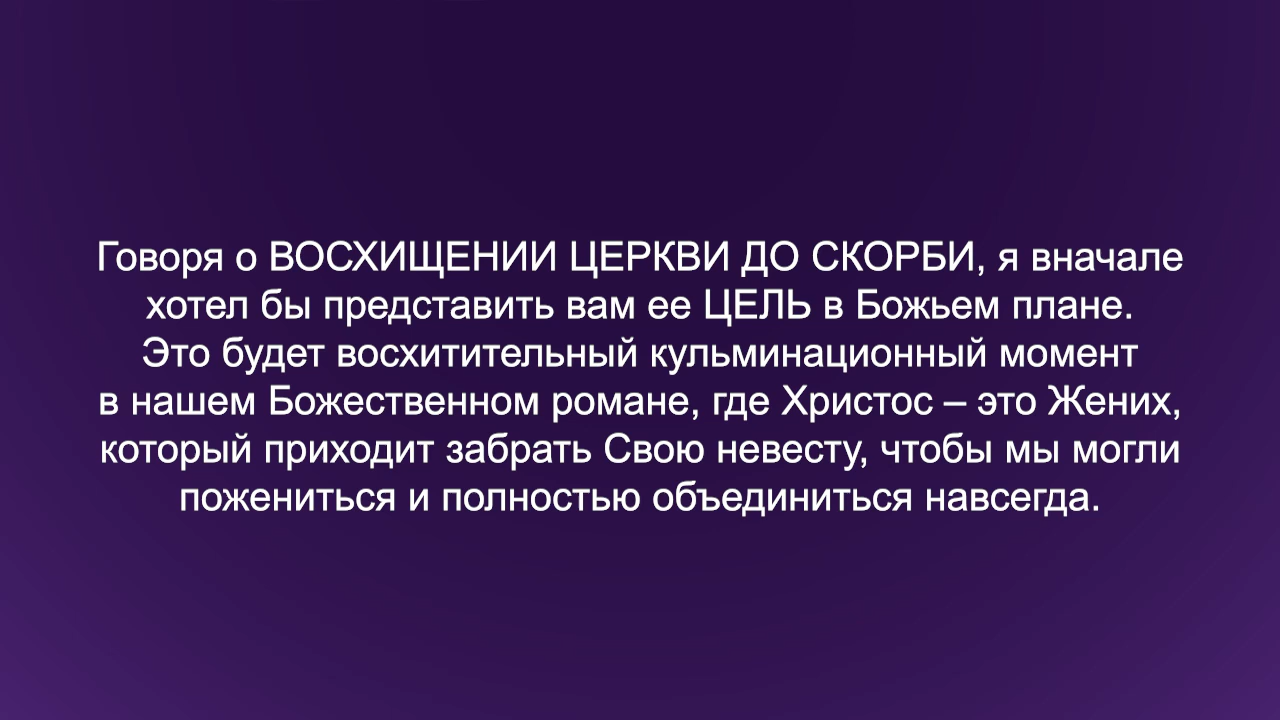 Говоря о ВОСХИЩЕНИИ ЦЕРКВИ ДО СКОРБИ, я вначале
хотел бы представить вам ее ЦЕЛЬ в Божьем плане.
Это будет восхитительный кульминационный момент
в нашем Божественном романе, где Христос – это Жених,
который приходит забрать Свою невесту, чтобы мы могли
пожениться и полностью объединиться навсегда.